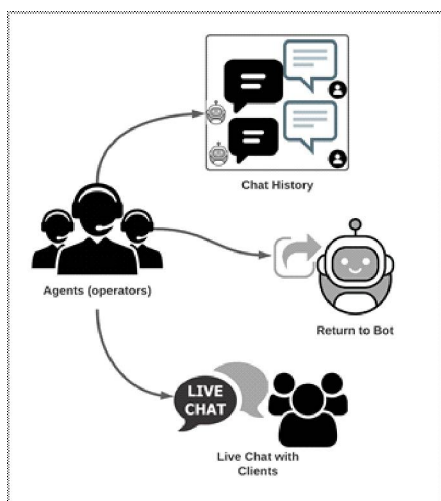 Chat History
Agents (operators)
Return to Bot
LIVE
CHAT
Live Chat with
Clients